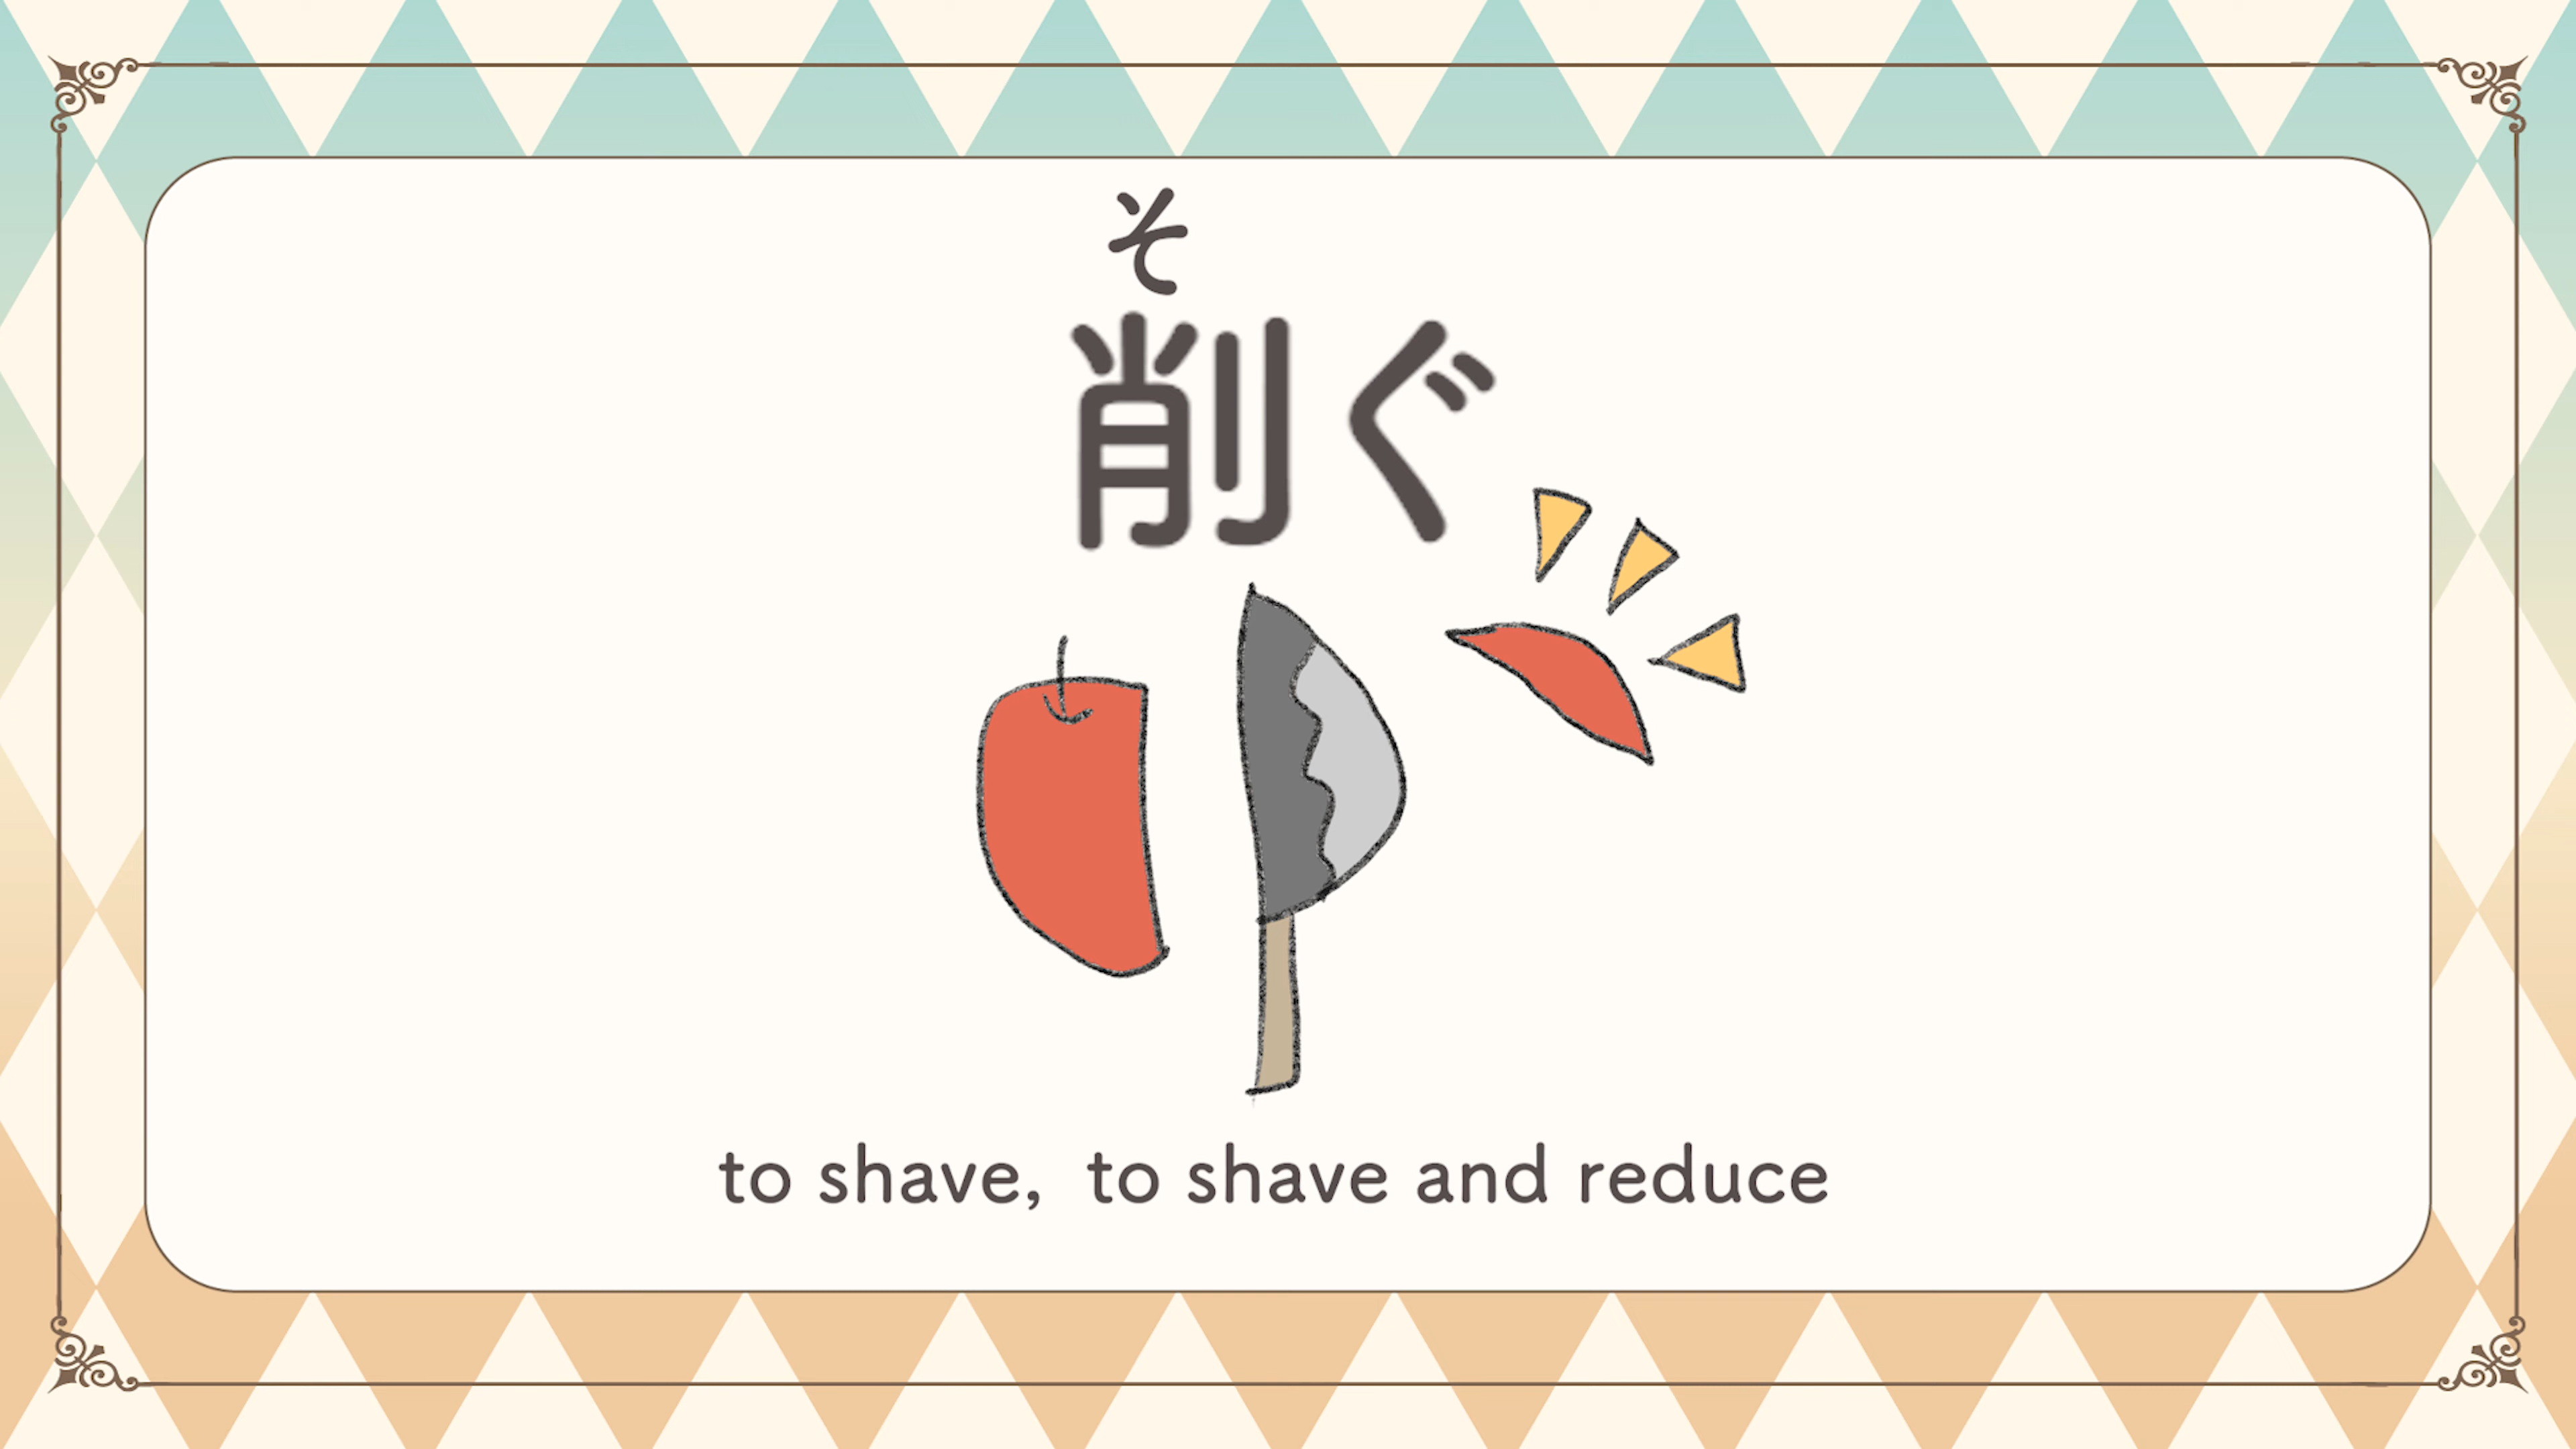 そ
削ぐ
to shave, to shave and reduce